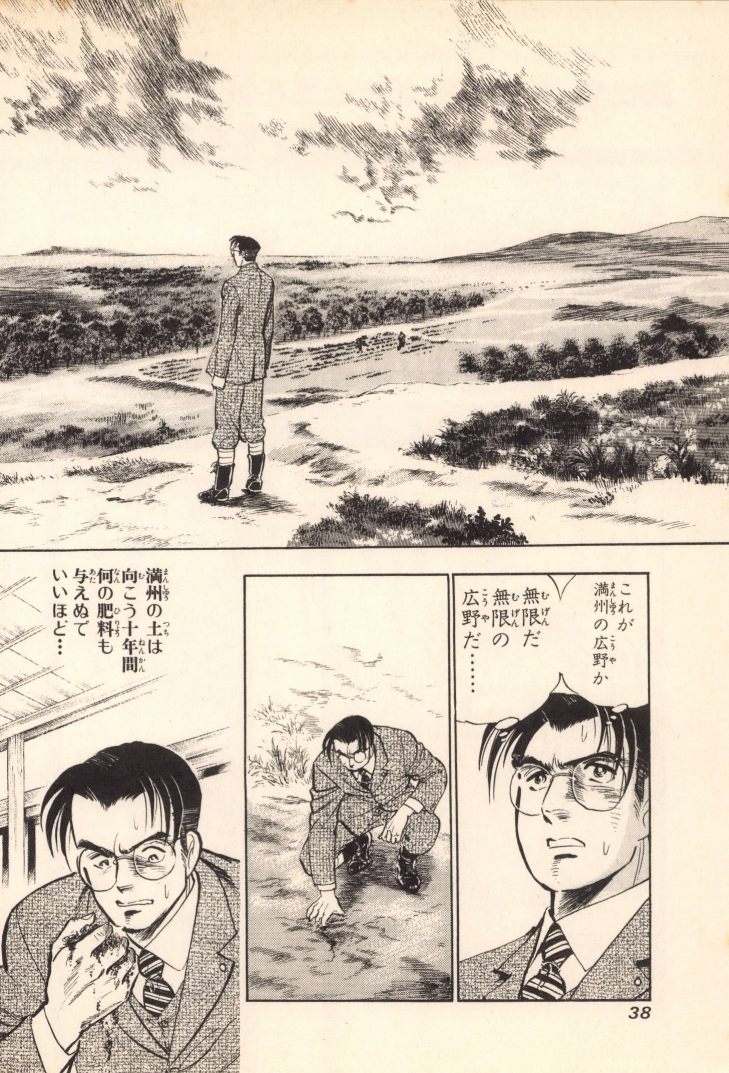 これが
満州の広野か
無限だ
無限の
広野だ……
満州の土は
向こう十年間
何の肥料も
与えぬで
いいほど…
38